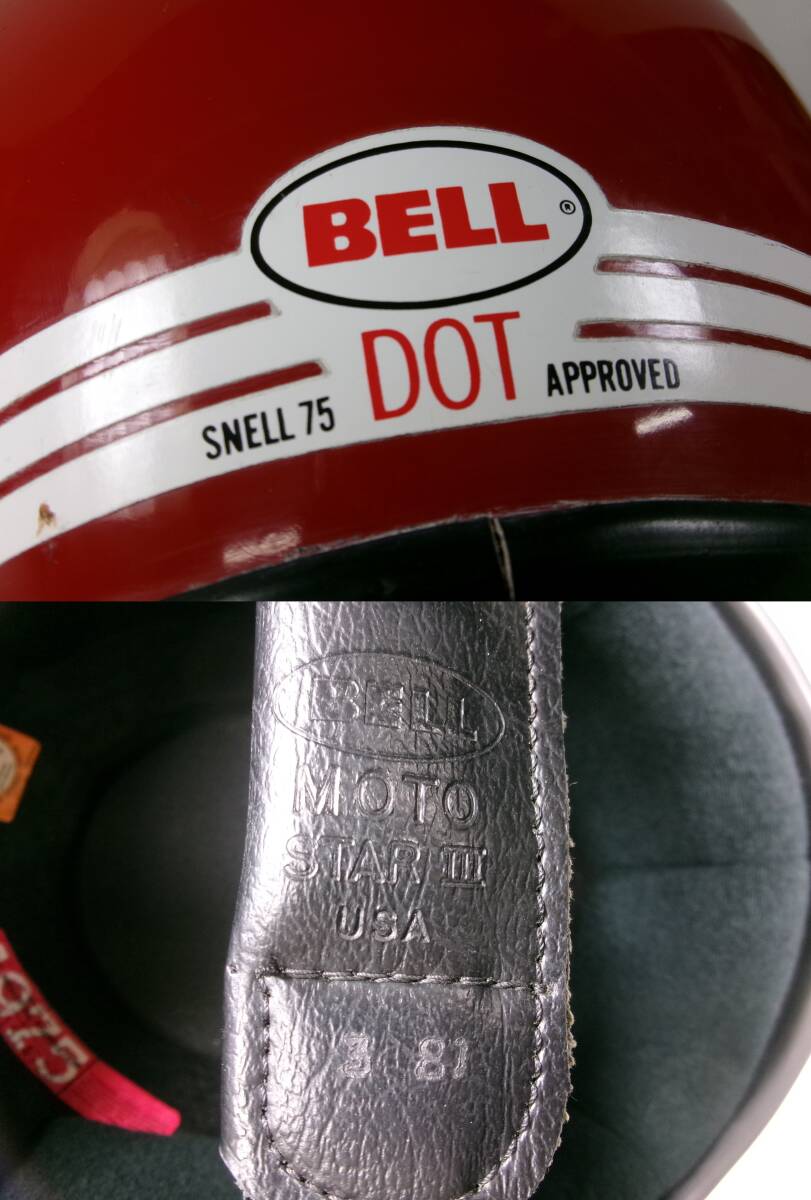 BELL ®
SNELL 75 DOT APPROVED
BELL
MOTO
STAR III
USA
3 81